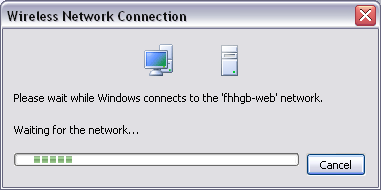 Wireless Network Connection
Please wait while Windows connects to the 'fhhgb-web' network.
Waiting for the network...
Cancel